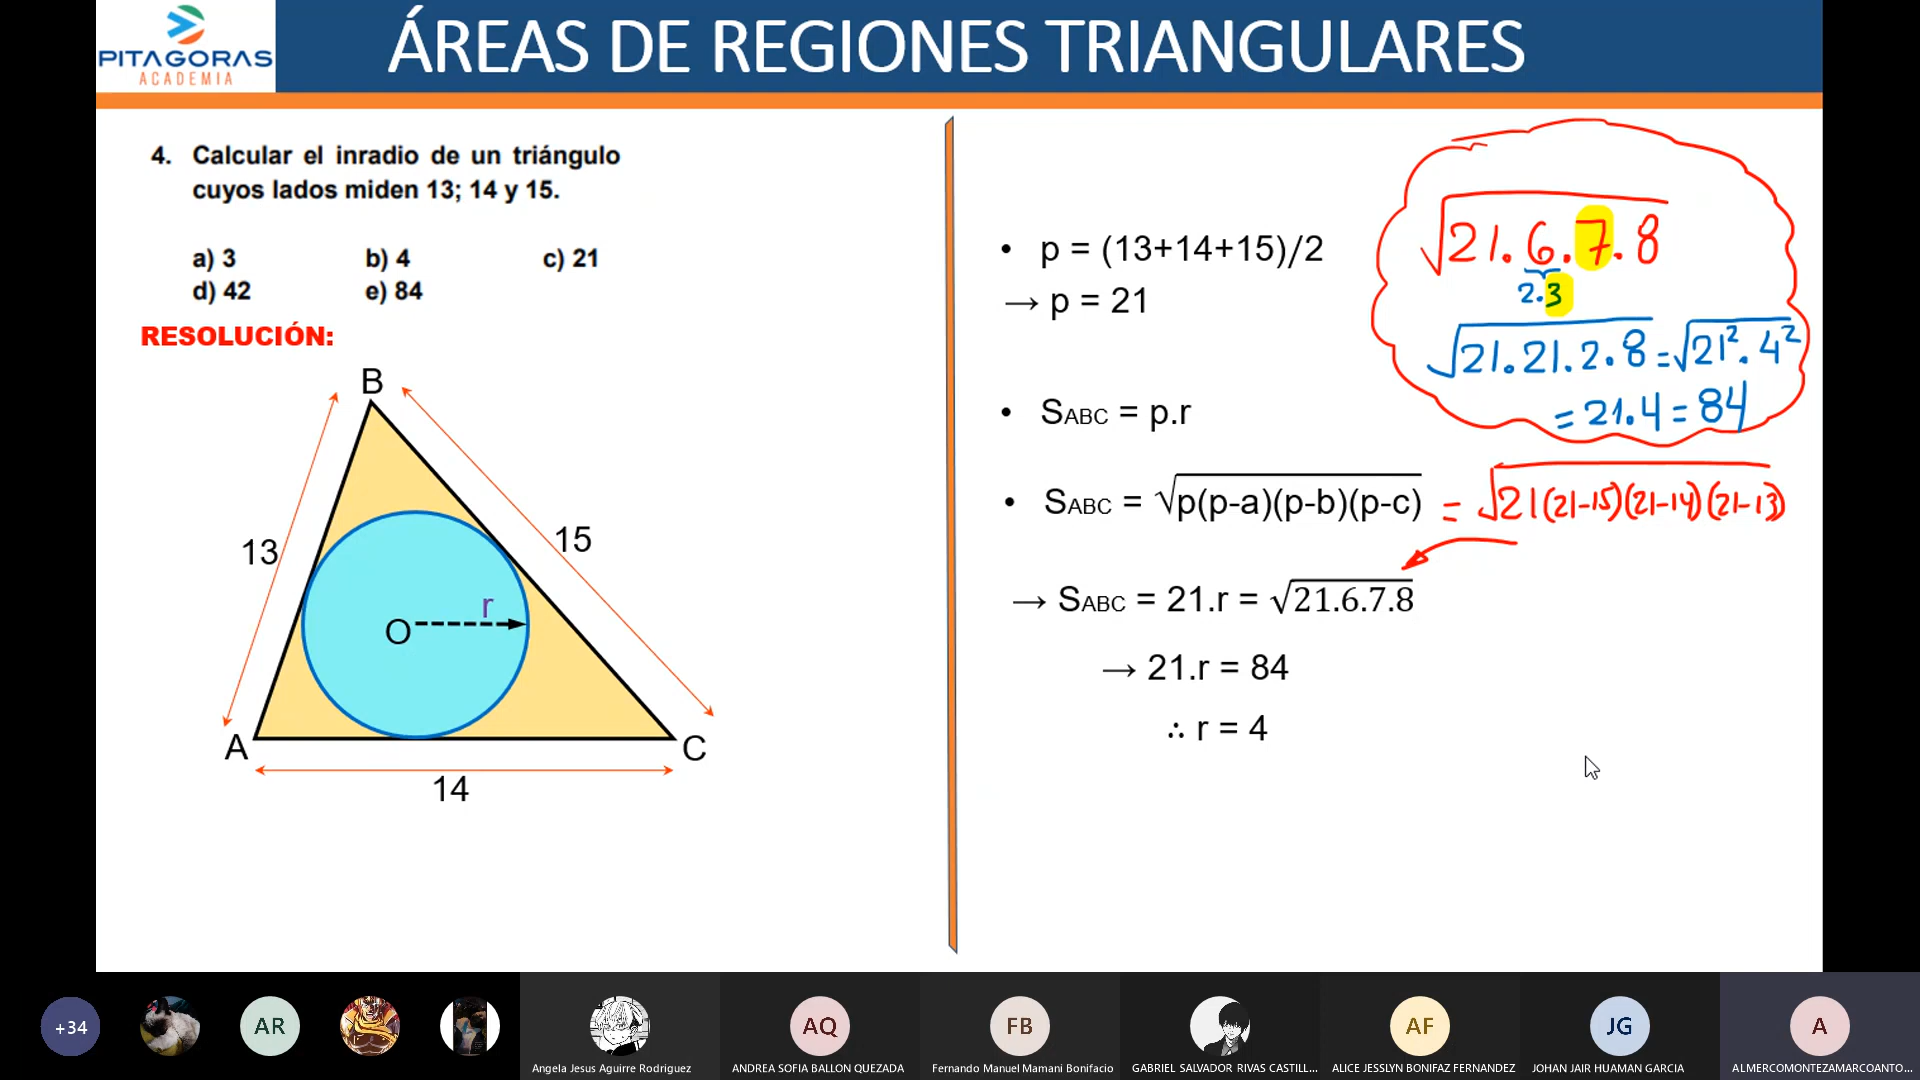 PITAGORAS
ACADEMIA
ÁREAS DE REGIONES TRIANGULARES
4. Calcular el inradio de un triángulo
cuyos lados miden 13; 14 y 15.
a) 3 b) 4 c) 21
d) 42 e) 84
RESOLUCIÓN:
B
13
15
r
O
A
C
14
• p = (13+14+15)/2
→ p = 21
• SABC = p.r
• SABC = √p(p-a)(p-b)(p-c) = √21(21-15)(21-14)(21-13)
→ SABC = 21.r = √21.6.7.8
→ 21.r = 84
∴ r = 4
√21.6.7.8
2.3
√21.21.2.8 = √21².4²
= 21.4 = 84
+34
AR
AQ
FB
AF
JG
A
Angela Jesus Aguirre Rodriguez
ANDREA SOFIA BALLON QUEZADA
Fernando Manuel Mamani Bonifacio
GABRIEL SALVADOR RIVAS CASTILL...
ALICE JESSLYN BONIFAZ FERNANDEZ
JOHAN JAIR HUAMAN GARCIA
ALMERCOMONTEZAMARCOANTO...